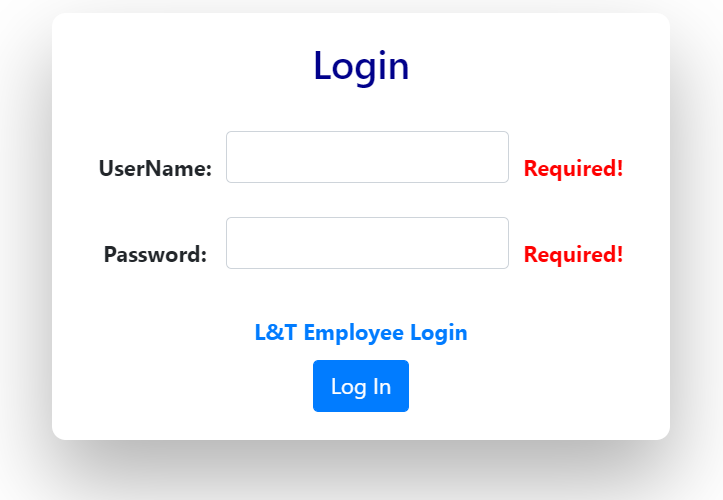 Login
UserName: Required!
Password: Required!
L&T Employee Login
Log In